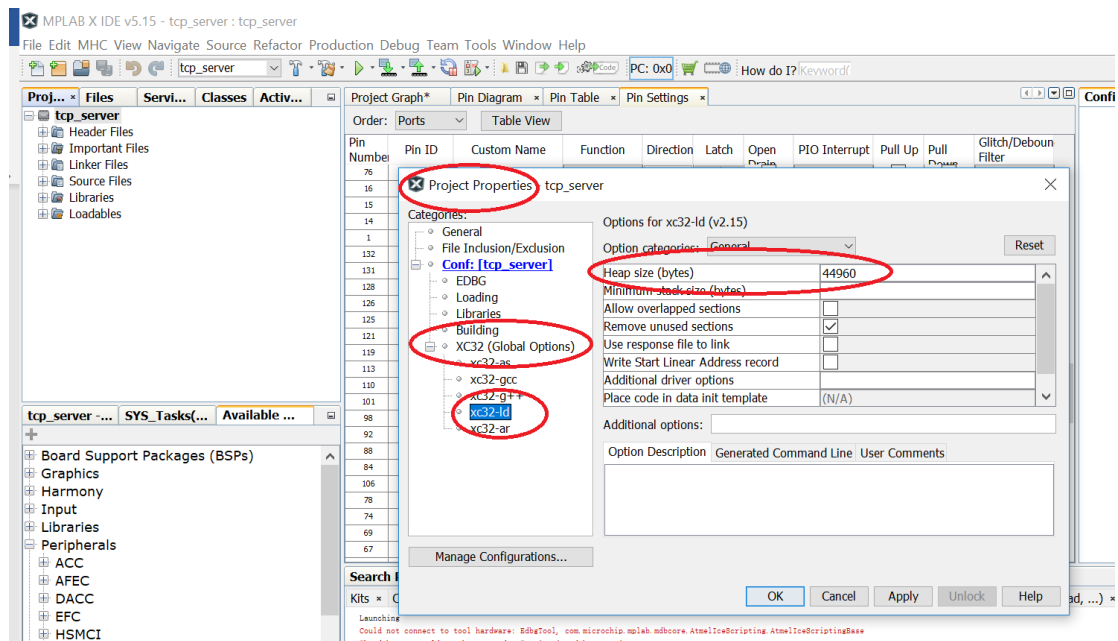 MPLAB X IDE v5.15 - tcp_server : tcp_server
File Edit MHC View Navigate Source Refactor Production Debug Team Tools Window Help
tcp_server PC: 0x0 How do I?
Proj... × Files Servi... Classes Activ...
Project Graph* Pin Diagram × Pin Table × Pin Settings × Confi
tcp_server
Header Files
Important Files
Linker Files
Source Files
Libraries
Loadables
Order: Ports Table View
Pin Number Pin ID Custom Name Function Direction Latch Open Drain PIO Interrupt Pull Up Pull Down Glitch/Deboun Filter
76
16
15
14
1
132
131
128
126
125
121
119
113
110
101
98
92
88
84
106
78
74
69
67
Project Properties - tcp_server
Categories:
General
File Inclusion/Exclusion
Conf: [tcp_server]
EDBG
Loading
Libraries
Building
XC32 (Global Options)
xc32-as
xc32-gcc
xc32-g++
xc32-ld
xc32-ar
Manage Configurations...
Options for xc32-ld (v2.15)
Option categories: General Reset
Heap size (bytes) 44960
Minimum stack size (bytes)
Allow overlapped sections
Remove unused sections
Use response file to link
Write Start Linear Address record
Additional driver options
Place code in data init template (N/A)
Additional options:
Option Description Generated Command Line User Comments
OK Cancel Apply Unlock Help
tcp_server -... SYS_Tasks(... Available ...
Board Support Packages (BSPs)
Graphics
Harmony
Input
Libraries
Peripherals
ACC
AFEC
DACC
EFC
HSMCI
Search
Kits × ad, ...) ×
Launching
Could not connect to tool hardware: EdbgTool, com.microchip.mplab.mdbcore.AtmelIceScripting.AtmelIceScriptingBase